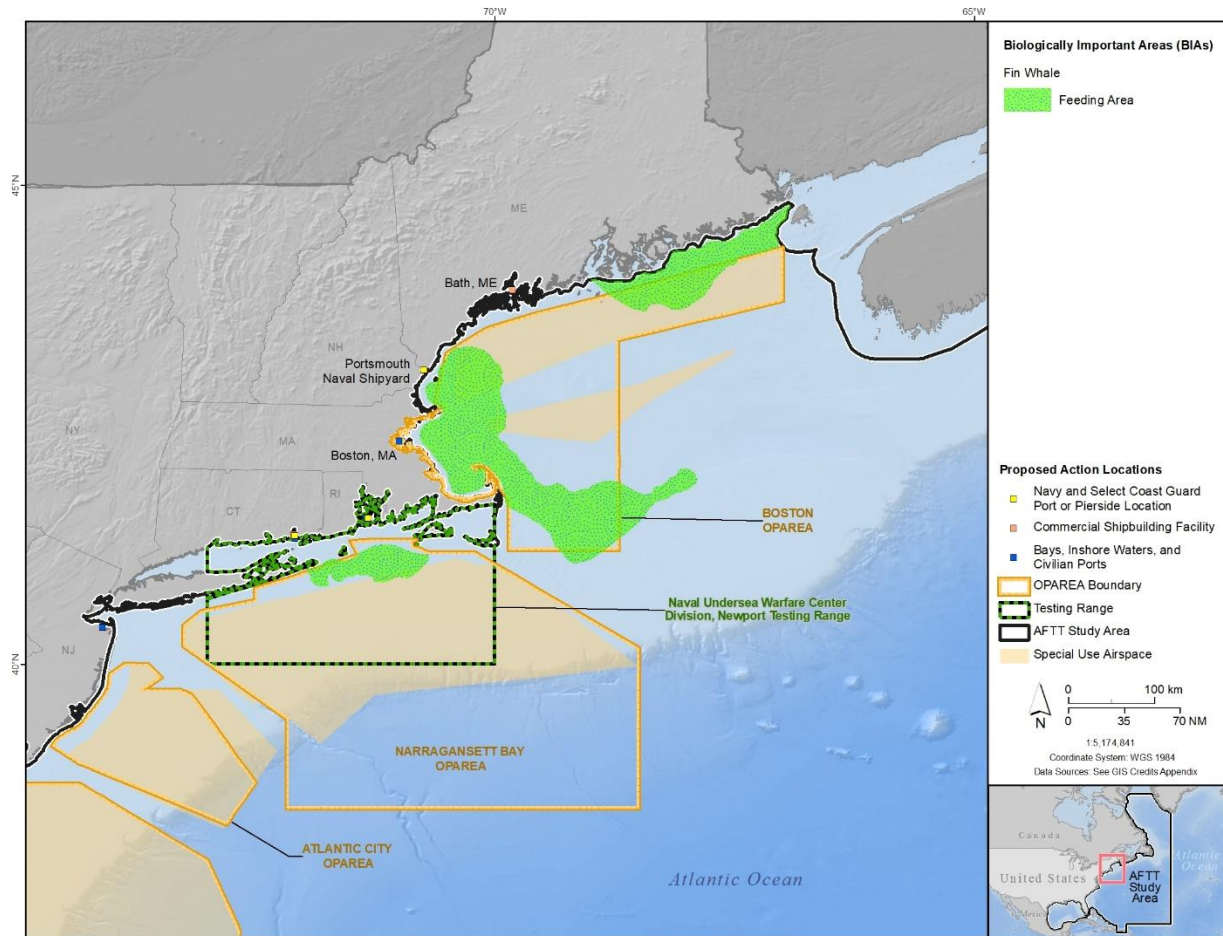 70°W
65°W
45°N
40°N
ME
Bath, ME
NH
Portsmouth
Naval Shipyard
NY
MA
Boston, MA
RI
CT
BOSTON
OPAREA
Naval Undersea Warfare Center
Division, Newport Testing Range
NJ
NARRAGANSETT BAY
OPAREA
ATLANTIC CITY
OPAREA
Atlantic Ocean
Biologically Important Areas (BIAs)
Fin Whale
Feeding Area
Proposed Action Locations
Navy and Select Coast Guard
Port or Pierside Location
Commercial Shipbuilding Facility
Bays, Inshore Waters, and
Civilian Ports
OPAREA Boundary
Testing Range
AFTT Study Area
Special Use Airspace
N
0 100 km
0 35 70 NM
1:5,174,841
Coordinate System: WGS 1984
Data Sources: See GIS Credits Appendix
Canada
United States
Mexico
Atlantic
Ocean
AFTT
Study
Area